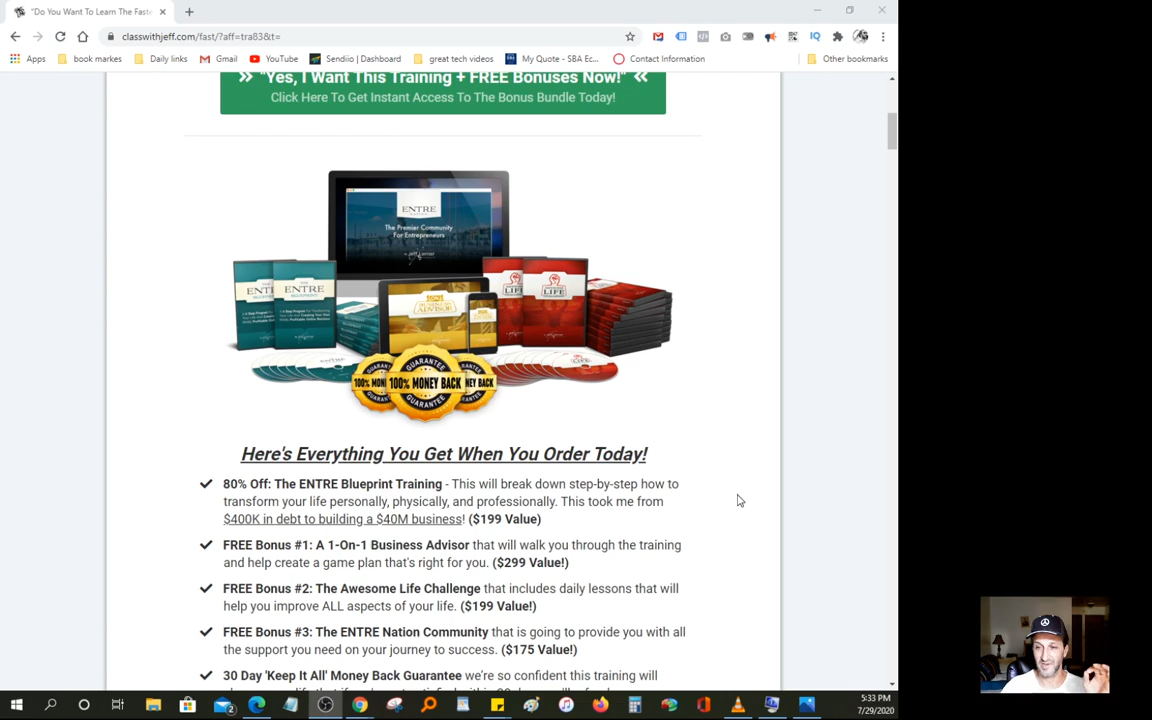 "Do You Want To Learn The Faste
classwithjeff.com/fast/?aff=tra83&t=
Apps book markes Daily links Gmail YouTube Sendiio | Dashboard great tech videos My Quote - SBA Ec... Contact Information Other bookmarks
"Yes, I Want This Training + FREE Bonuses Now!"
Click Here To Get Instant Access To The Bonus Bundle Today!
ENTRE
The Premier Community
For Entrepreneurs
THE
ENTRE
BLUEPRINT
ADVISOR
LIFE
LIFE
GUARANTEE
100% MONEY BACK
GUARANTEE
Here's Everything You Get When You Order Today!
80% Off: The ENTRE Blueprint Training - This will break down step-by-step how to
transform your life personally, physically, and professionally. This took me from
$400K in debt to building a $40M business! ($199 Value)
FREE Bonus #1: A 1-On-1 Business Advisor that will walk you through the training
and help create a game plan that's right for you. ($299 Value!)
FREE Bonus #2: The Awesome Life Challenge that includes daily lessons that will
help you improve ALL aspects of your life. ($199 Value!)
FREE Bonus #3: The ENTRE Nation Community that is going to provide you with all
the support you need on your journey to success. ($175 Value!)
30 Day 'Keep It All' Money Back Guarantee we're so confident this training will
5:33 PM
7/29/2020